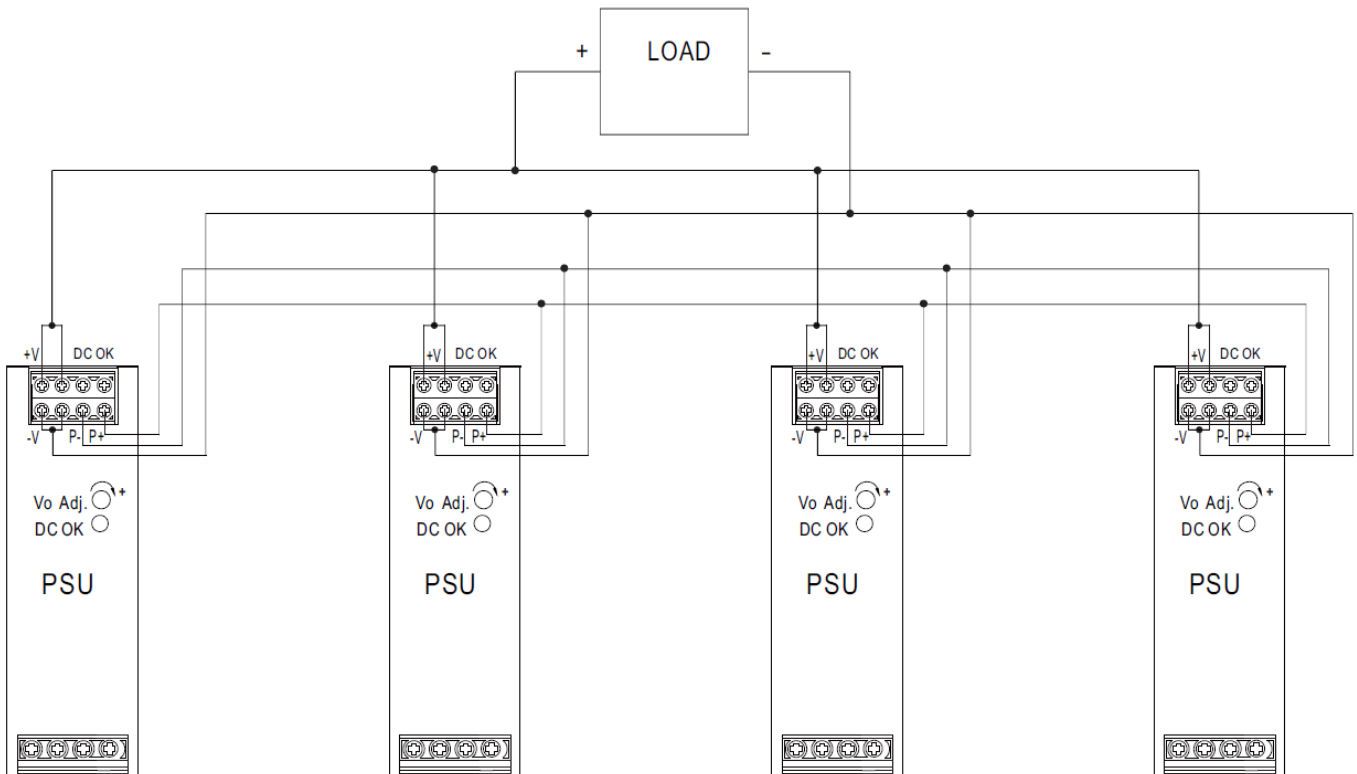 + LOAD -
+V DC OK +V DC OK +V DC OK +V DC OK
-V P- P+ -V P- P+ -V P- P+ -V P- P+
Vo Adj. + Vo Adj. + Vo Adj. + Vo Adj. +
DC OK DC OK DC OK DC OK
PSU PSU PSU PSU